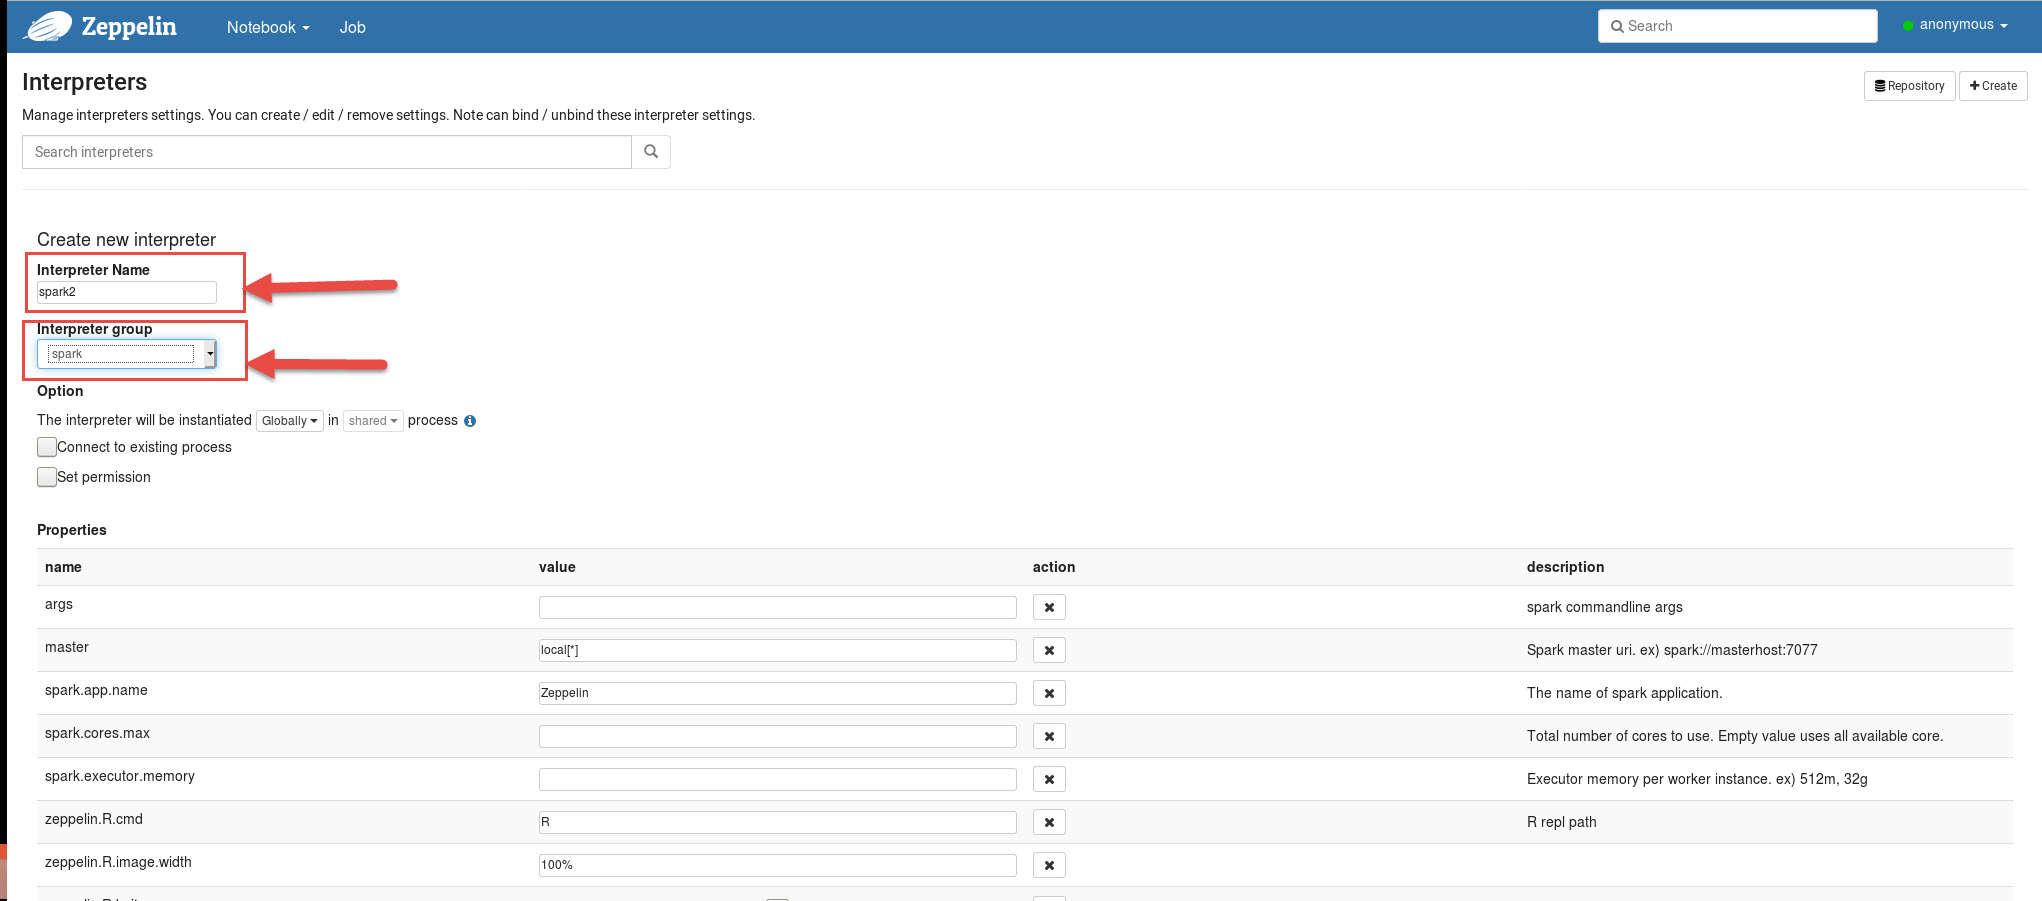 Zeppelin Notebook Job Search anonymous
Interpreters Repository Create
Manage interpreters settings. You can create / edit / remove settings. Note can bind / unbind these interpreter settings.
Search interpreters
Create new interpreter
Interpreter Name
spark2
Interpreter group
spark
Option
The interpreter will be instantiated Globally in shared process
Connect to existing process
Set permission
Properties
name value action description
args spark commandline args
master local[*] Spark master uri. ex) spark://masterhost:7077
spark.app.name Zeppelin The name of spark application.
spark.cores.max Total number of cores to use. Empty value uses all available core.
spark.executor.memory Executor memory per worker instance. ex) 512m, 32g
zeppelin.R.cmd R R repl path
zeppelin.R.image.width 100%